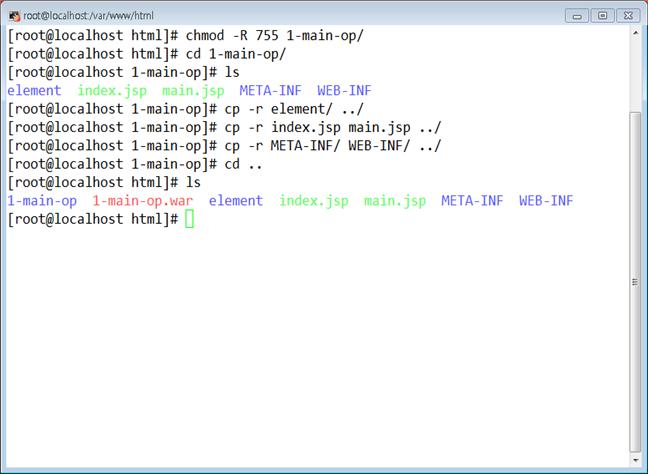 root@localhost:/var/www/html
[root@localhost html]# chmod -R 755 1-main-op/
[root@localhost html]# cd 1-main-op/
[root@localhost 1-main-op]# ls
element  index.jsp  main.jsp  META-INF  WEB-INF
[root@localhost 1-main-op]# cp -r element/ ../
[root@localhost 1-main-op]# cp -r index.jsp main.jsp ../
[root@localhost 1-main-op]# cp -r META-INF/ WEB-INF/ ../
[root@localhost 1-main-op]# cd ..
[root@localhost html]# ls
1-main-op  1-main-op.war  element  index.jsp  main.jsp  META-INF  WEB-INF
[root@localhost html]#